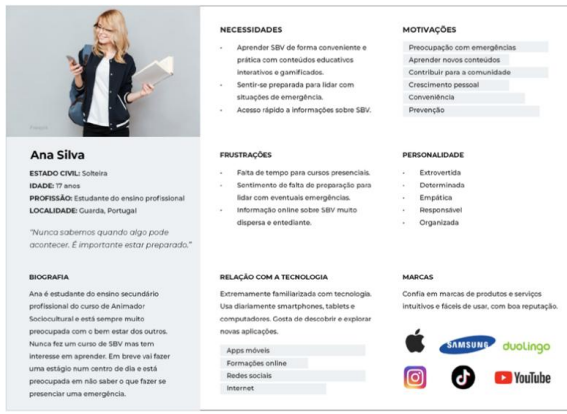 Ana Silva
ESTADO CIVIL: Solteira
IDADE: 17 anos
PROFISSÃO: Estudante do ensino profissional
LOCALIDADE: Guarda, Portugal
“Nunca sabemos quando algo pode
acontecer. É importante estar preparado.”
BIOGRAFIA
Ana é estudante do ensino secundário
profissional do curso de Animador
Sociocultural e está sempre muito
preocupada com o bem estar dos outros.
Nunca fez um curso de SBV mas tem
interesse em aprender. Em breve vai fazer
uma estágio num centro de dia e está
preocupada em não saber o que fazer se
presenciar uma emergência.
NECESSIDADES
• Aprender SBV de forma conveniente e
prática com conteúdos educativos
interativos e gamificados.
• Sentir-se preparada para lidar com
situações de emergência.
• Acesso rápido a informações sobre SBV.
FRUSTRAÇÕES
• Falta de tempo para cursos presenciais.
• Sentimento de falta de preparação para
lidar com eventuais emergências.
• Informação online sobre SBV muito
dispersa e entediante.
RELAÇÃO COM A TECNOLOGIA
Extremamente familiarizada com tecnologia.
Usa diariamente smartphones, tablets e
computadores. Gosta de descobrir e explorar
novas aplicações.
Apps móveis
Formações online
Redes sociais
Internet
MOTIVAÇÕES
Preocupação com emergências
Aprender novos conteúdos
Contribuir para a comunidade
Crescimento pessoal
Conveniência
Prevenção
PERSONALIDADE
• Extrovertida
• Determinada
• Empática
• Responsável
• Organizada
MARCAS
Confia em marcas de produtos e serviços
intuitivos e fáceis de usar, com boa reputação.
SAMSUNG
duolingo
YouTube